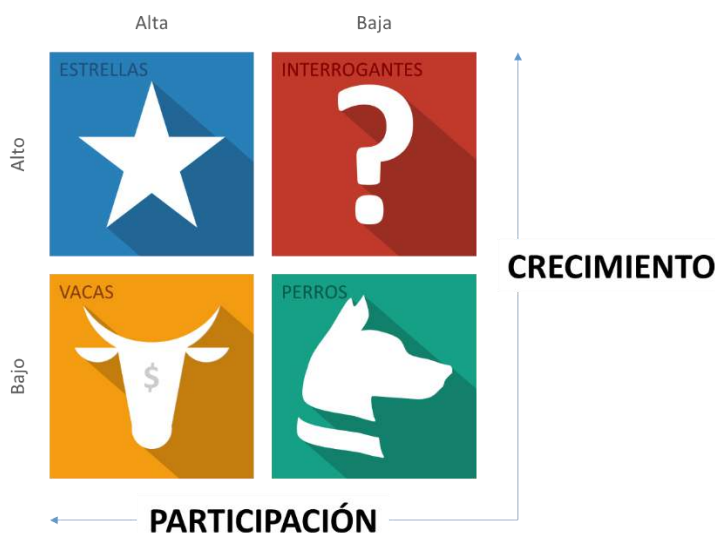 Alta Baja
ESTRELLAS INTERROGANTES
Alto
CRECIMIENTO
VACAS PERROS
Bajo
$
PARTICIPACIÓN